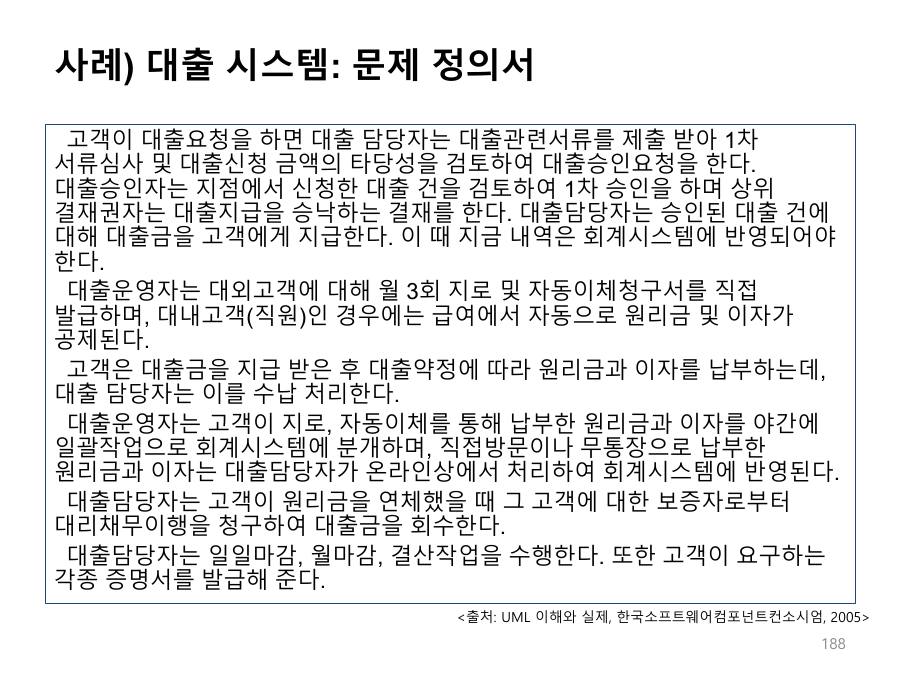 사례) 대출 시스템: 문제 정의서
고객이 대출요청을 하면 대출 담당자는 대출관련서류를 제출 받아 1차
서류심사 및 대출신청 금액의 타당성을 검토하여 대출승인요청을 한다.
대출승인자는 지점에서 신청한 대출 건을 검토하여 1차 승인을 하며 상위
결재권자는 대출지급을 승낙하는 결재를 한다. 대출담당자는 승인된 대출 건에
대해 대출금을 고객에게 지급한다. 이 때 지금 내역은 회계시스템에 반영되어야
한다.
대출운영자는 대외고객에 대해 월 3회 지로 및 자동이체청구서를 직접
발급하며, 대내고객(직원)인 경우에는 급여에서 자동으로 원리금 및 이자가
공제된다.
고객은 대출금을 지급 받은 후 대출약정에 따라 원리금과 이자를 납부하는데,
대출 담당자는 이를 수납 처리한다.
대출운영자는 고객이 지로, 자동이체를 통해 납부한 원리금과 이자를 야간에
일괄작업으로 회계시스템에 분개하며, 직접방문이나 무통장으로 납부한
원리금과 이자는 대출담당자가 온라인상에서 처리하여 회계시스템에 반영된다.
대출담당자는 고객이 원리금을 연체했을 때 그 고객에 대한 보증자로부터
대리채무이행을 청구하여 대출금을 회수한다.
대출담당자는 일일마감, 월마감, 결산작업을 수행한다. 또한 고객이 요구하는
각종 증명서를 발급해 준다.
<출처: UML 이해와 실제, 한국소프트웨어컴포넌트컨소시엄, 2005>
188